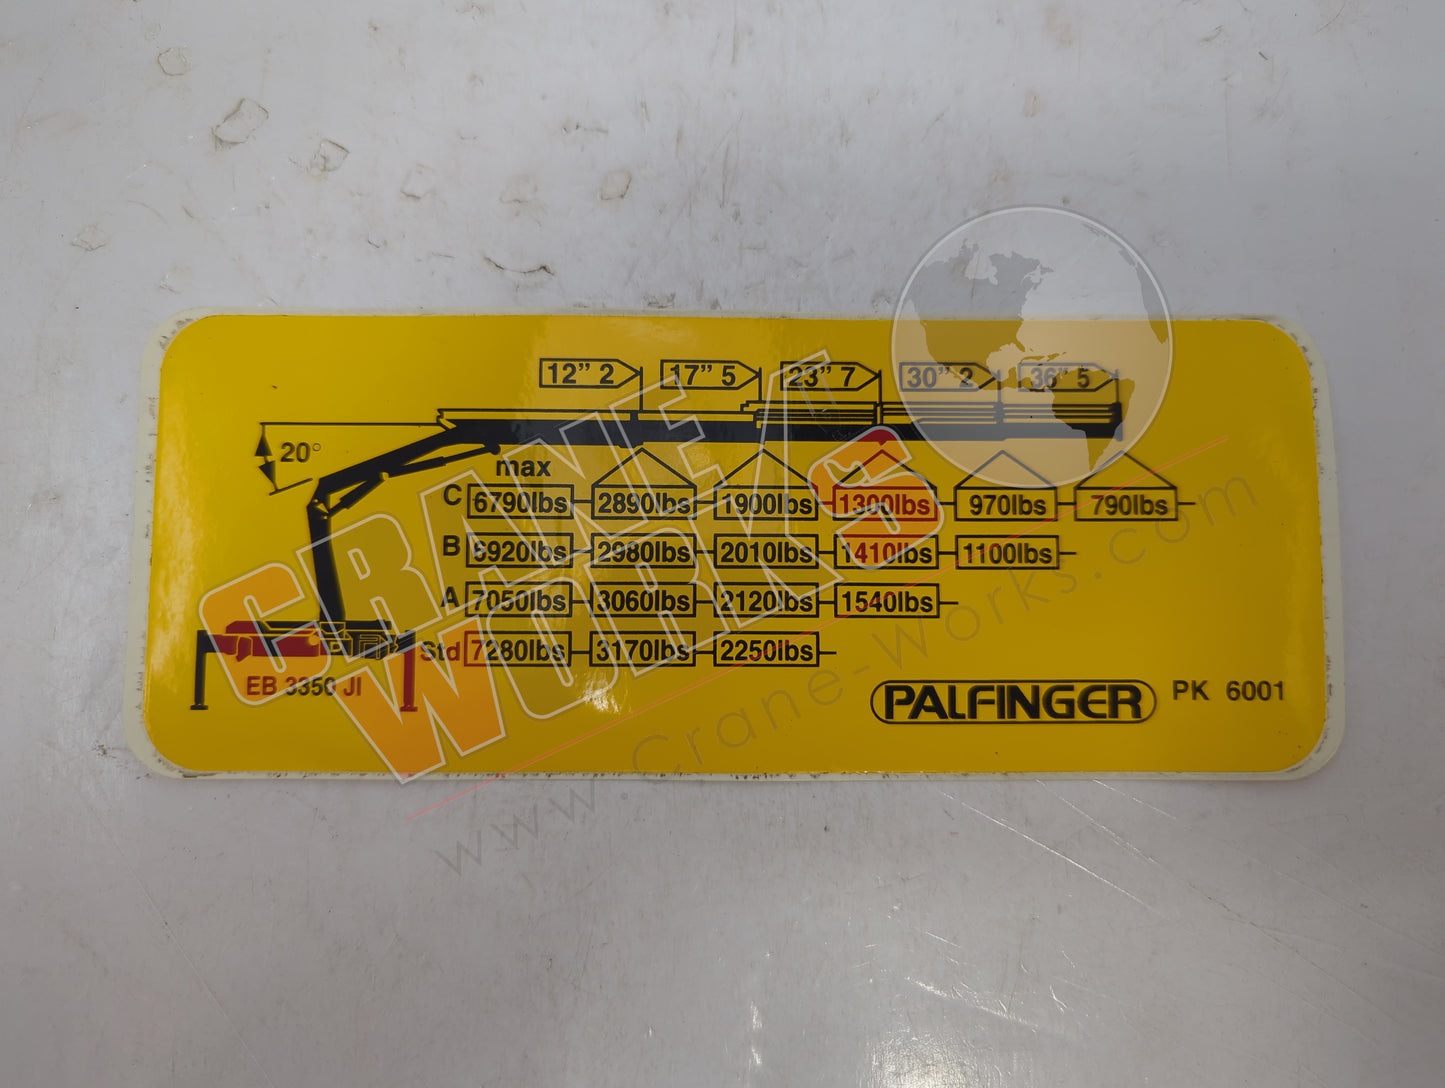 12” 2 17” 5 23” 7 30” 2 36” 5
20°
max
C 6790lbs 2890lbs 1900lbs 1300lbs 970lbs 790lbs
B 6920lbs 2980lbs 2010lbs 1410lbs 1100lbs
A 7050lbs 3060lbs 2120lbs 1540lbs
Std 7280lbs 3170lbs 2250lbs
EB 3350 JI
PALFINGER PK 6001
CRANE WORKS
www.Crane-Works.com